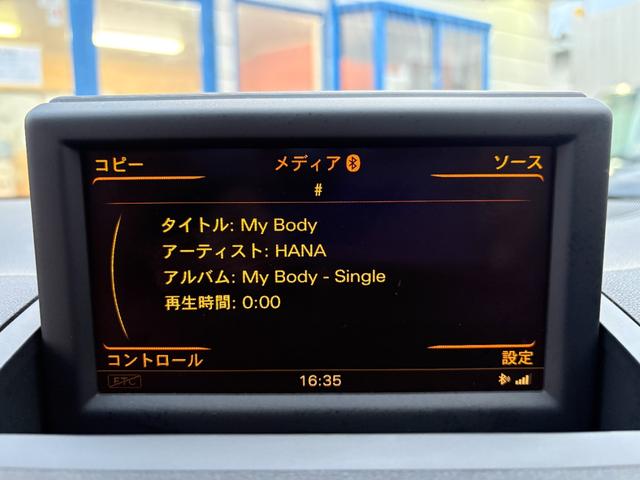 コピー
メディア
ソース
#
タイトル: My Body
アーティスト: HANA
アルバム: My Body - Single
再生時間: 0:00
コントロール
設定
ETC
16:35